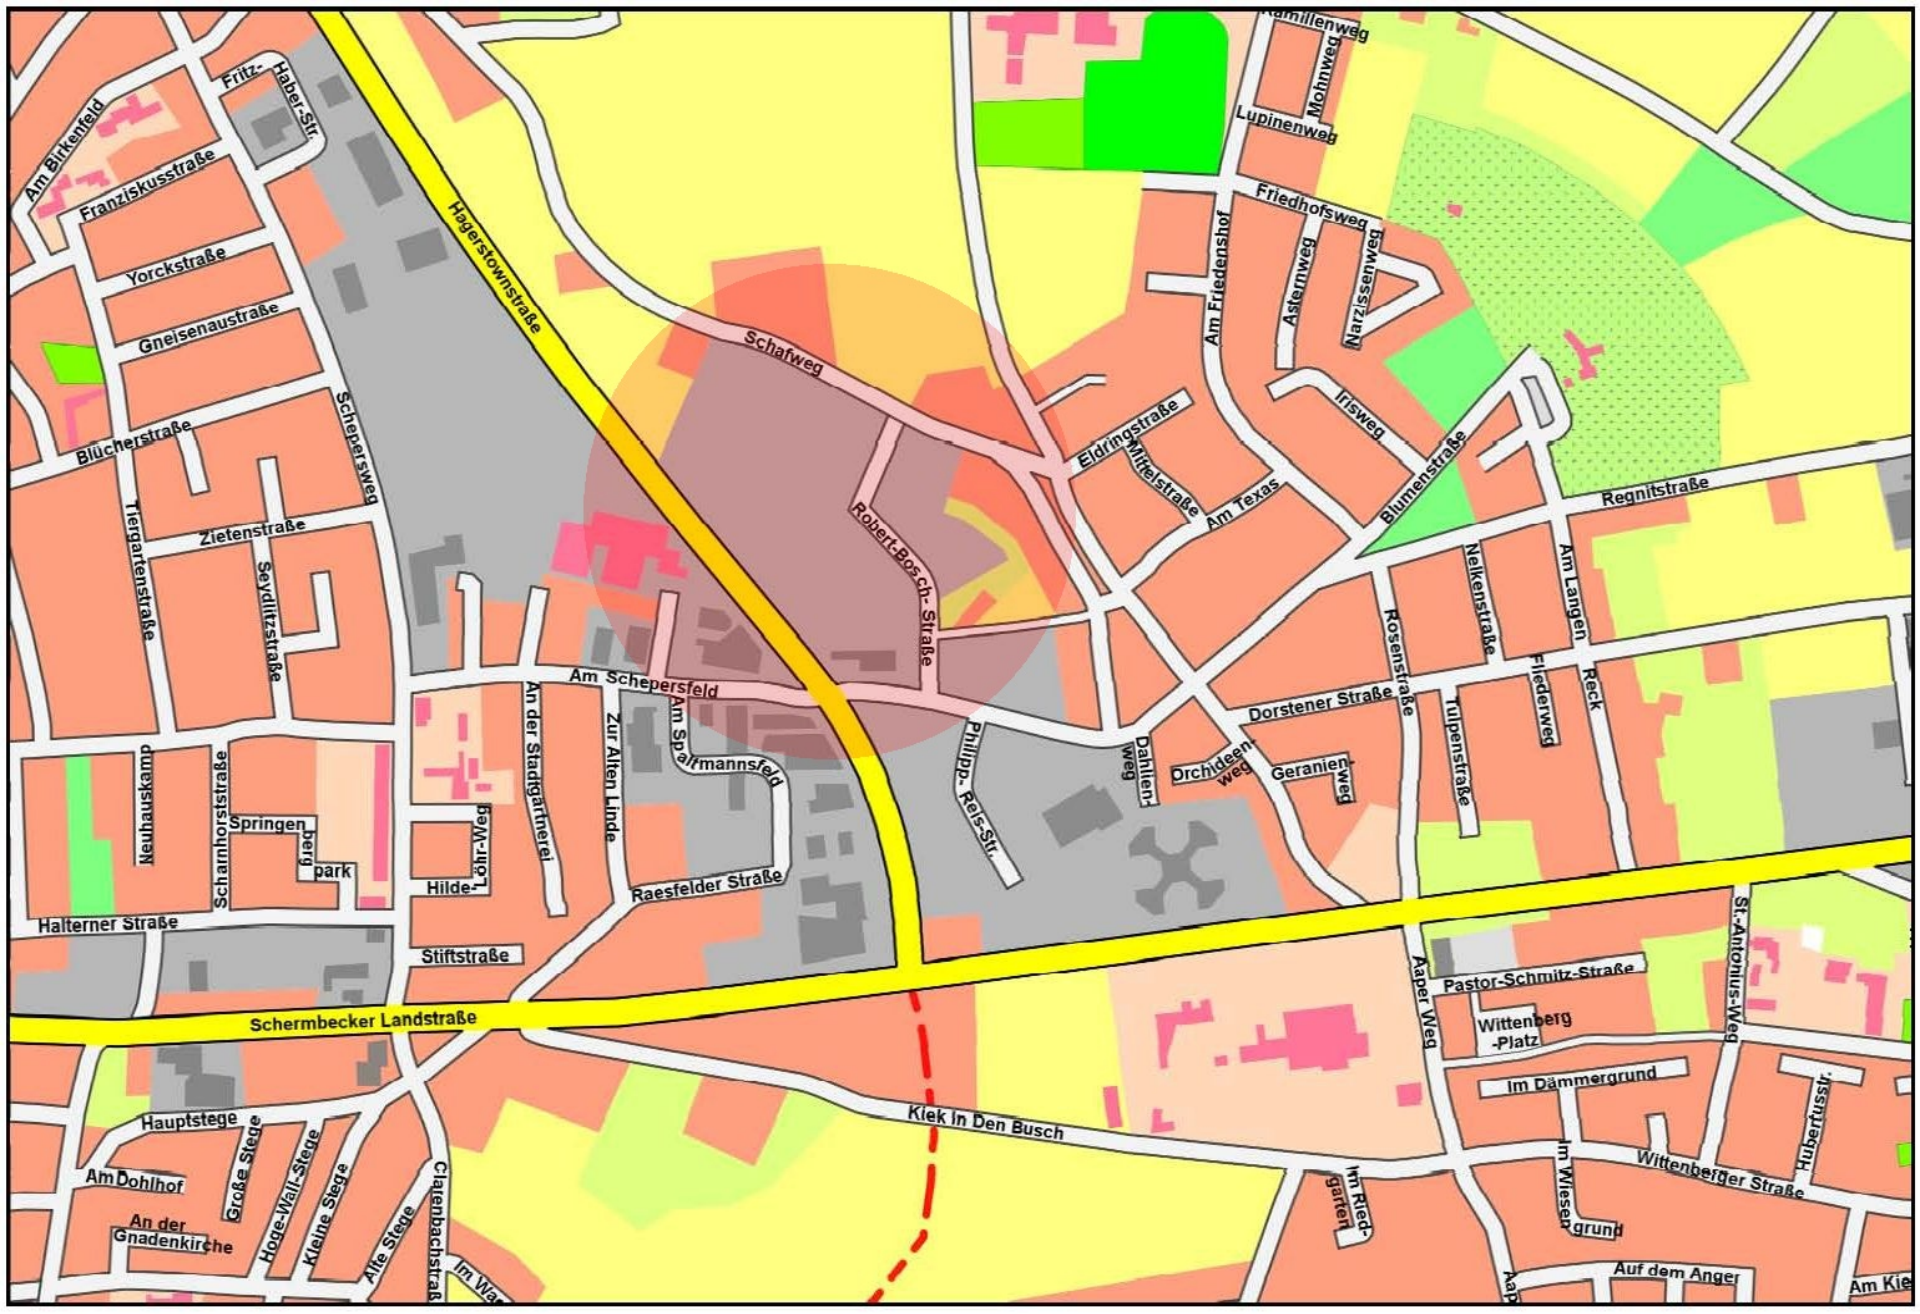 Kamillenweg
Mohnweg
Lupinenweg
Fritz-
Haber-Str.
Am Birkenfeld
Franziskusstraße
Yorckstraße
Gneisenaustraße
Blücherstraße
Schepersweg
Tiergartenstraße
Zietenstraße
Seydlitzstraße
Hagerstownstraße
Schafweg
Robert-Bosch- Straße
Friedhofsweg
Am Friedenshof
Asternweg
Narzissenweg
Irisweg
Eldringstraße
Mittelstraße
Am Texas
Blumenstraße
Regnitstraße
Nelkenstraße
Am Langen
Reck
Rosenstraße
Fliederweg
Tulpenstraße
Dorstener Straße
Orchideen-
weg
Geranien-
weg
Dahlien-
weg
Philipp- Reis-Str.
Am Schepersfeld
Am Spaltmannsfeld
An der Stadtgärtnerei
Zur Alten Linde
Raesfelder Straße
Neuhauskamp
Scharnhorststraße
Springen
berg
park
Hilde-
Löhr-Weg
Halterner Straße
Stiftstraße
Schermbecker Landstraße
Aaper Weg
Pastor-Schmitz-Straße
St.-Antonius-Weg
Wittenberg
-Platz
Im Dämmergrund
Hubertusstr.
Wittenberger Straße
Im Wiesen
grund
Kiek In Den Busch
Im Ried-
garten
Hauptstege
Am Dohlhof
Große Stege
Hoge-Wall-Stege
Kleine Stege
Alte Stege
Clarenbachstraß
An der
Gnadenkirche
Im Wa
Aap
Auf dem Anger
Am Kie